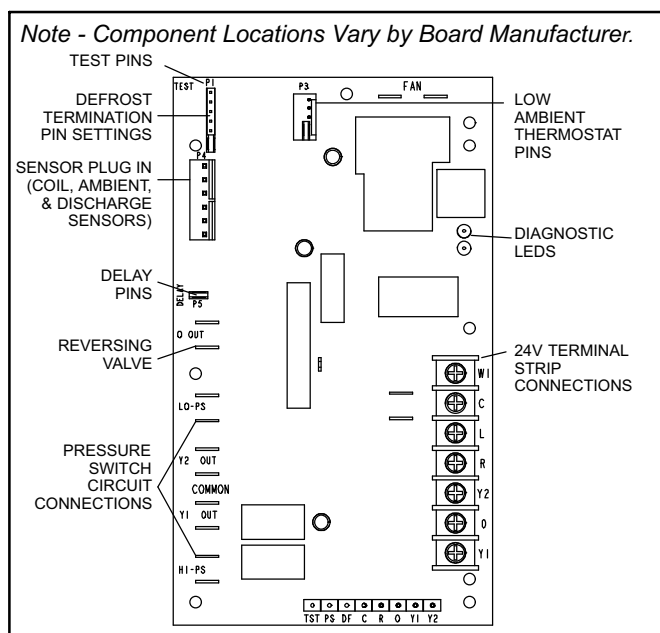 Note - Component Locations Vary by Board Manufacturer.
TEST PINS
TEST
P1
P3
FAN
DEFROST
TERMINATION
PIN SETTINGS
LOW
AMBIENT
THERMOSTAT
PINS
P4
SENSOR PLUG IN
(COIL, AMBIENT,
& DISCHARGE
SENSORS)
DIAGNOSTIC
LEDS
DELAY
PINS
DELAY
P5
O OUT
REVERSING
VALVE
24V TERMINAL
STRIP
CONNECTIONS
W1
C
L
R
Y2
O
Y1
LO-PS
PRESSURE
SWITCH
CIRCUIT
CONNECTIONS
Y2 OUT
COMMON
Y1 OUT
HI-PS
TST PS DF C R O Y1 Y2